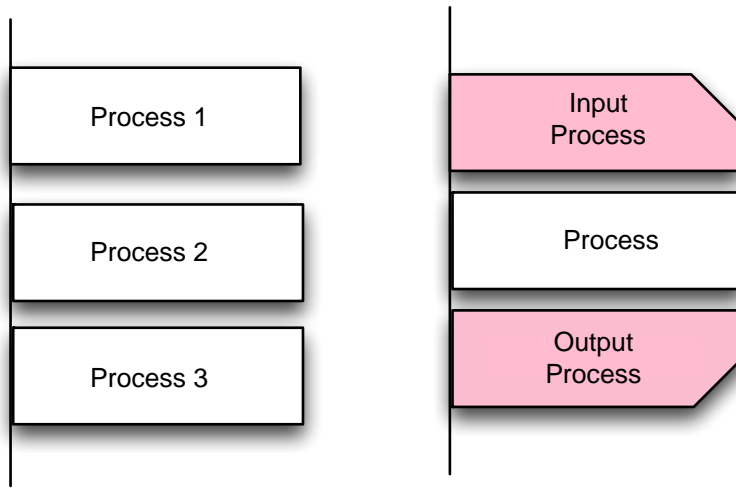 Process 1
Process 2
Process 3
Input
Process
Process
Output
Process